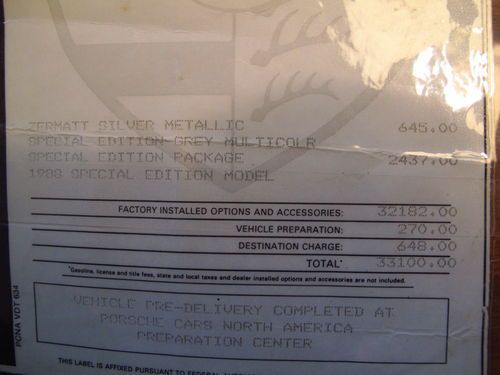 ZERMATT SILVER METALLIC 645.00
SPECIAL EDITION-GREY MULTICOLR
SPECIAL EDITION PACKAGE 2437.00
1988 SPECIAL EDITION MODEL
FACTORY INSTALLED OPTIONS AND ACCESSORIES: 32182.00
VEHICLE PREPARATION: 270.00
DESTINATION CHARGE: 648.00
TOTAL* 33100.00
*Gasoline, license and title fees, state and local taxes and dealer installed options and accessories are not included.
VEHICLE PRE-DELIVERY COMPLETED AT
PORSCHE CARS NORTH AMERICA
PREPARATION CENTER
PCNA VDT 634
THIS LABEL IS AFFIXED PURSUANT TO FEDERAL